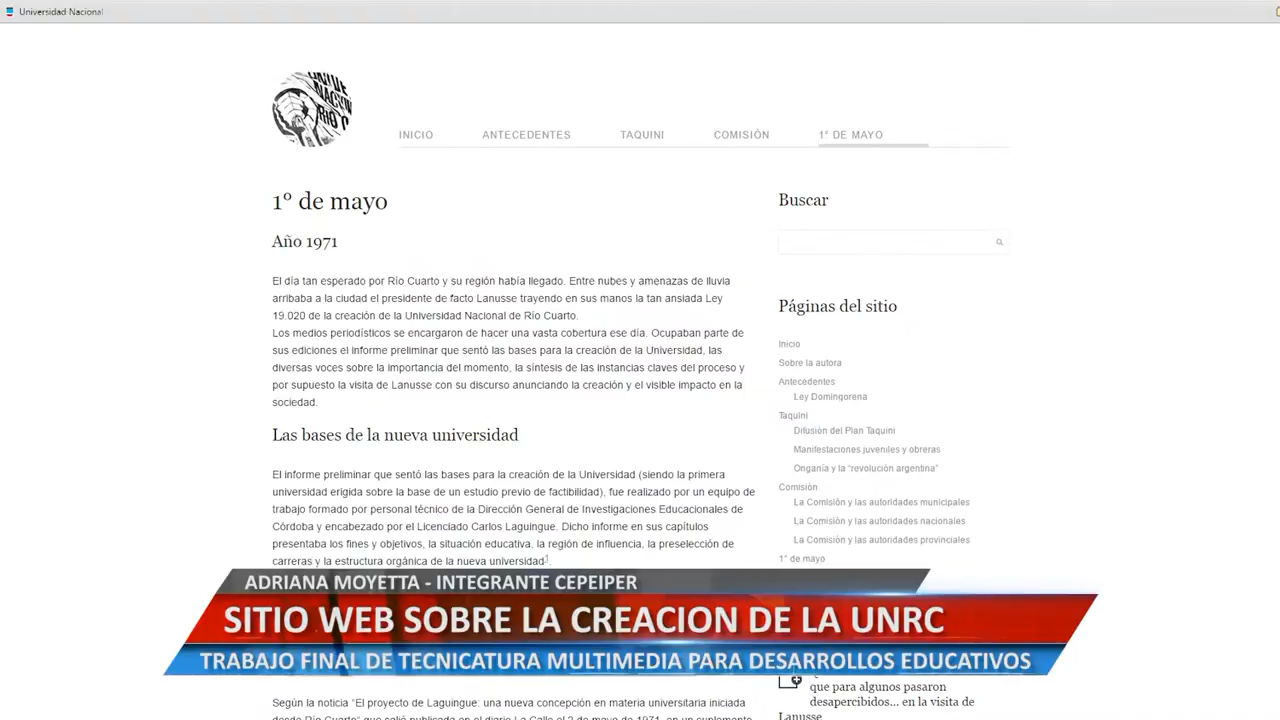 Universidad Nacional
UNIVE
NACION
RÍO C
INICIO
ANTECEDENTES
TAQUINI
COMISIÓN
1° DE MAYO
1º de mayo
Año 1971
El día tan esperado por Río Cuarto y su región había llegado. Entre nubes y amenazas de lluvia
arribaba a la ciudad el presidente de facto Lanusse trayendo en sus manos la tan ansiada Ley
19.020 de la creación de la Universidad Nacional de Río Cuarto.
Los medios periodísticos se encargaron de hacer una vasta cobertura ese día. Ocupaban parte de
sus ediciones el informe preliminar que sentó las bases para la creación de la Universidad, las
diversas voces sobre la importancia del momento, la síntesis de las instancias claves del proceso y
por supuesto la visita de Lanusse con su discurso anunciando la creación y el visible impacto en la
sociedad.
Las bases de la nueva universidad
El informe preliminar que sentó las bases para la creación de la Universidad (siendo la primera
universidad erigida sobre la base de un estudio previo de factibilidad), fue realizado por un equipo de
trabajo formado por personal técnico de la Dirección General de Investigaciones Educacionales de
Córdoba y encabezado por el Licenciado Carlos Laguingue. Dicho informe en sus capítulos
presentaba los fines y objetivos, la situación educativa, la región de influencia, la preselección de
carreras y la estructura orgánica de la nueva universidad1.
Según la noticia “El proyecto de Laguingue: una nueva concepción en materia universitaria iniciada
desde Río Cuarto” que salió publicada en el diario La Calle el 2 de mayo de 1971, en un suplemento
Buscar
Páginas del sitio
Inicio
Sobre la autora
Antecedentes
Ley Domingorena
Taquini
Difusión del Plan Taquini
Manifestaciones juveniles y obreras
Onganía y la “revolución argentina”
Comisión
La Comisión y las autoridades municipales
La Comisión y las autoridades nacionales
La Comisión y las autoridades provinciales
1° de mayo
que para algunos pasaron
desapercibidos... en la visita de
Lanusse
ADRIANA MOYETTA - INTEGRANTE CEPEIPER
SITIO WEB SOBRE LA CREACION DE LA UNRC
TRABAJO FINAL DE TECNICATURA MULTIMEDIA PARA DESARROLLOS EDUCATIVOS